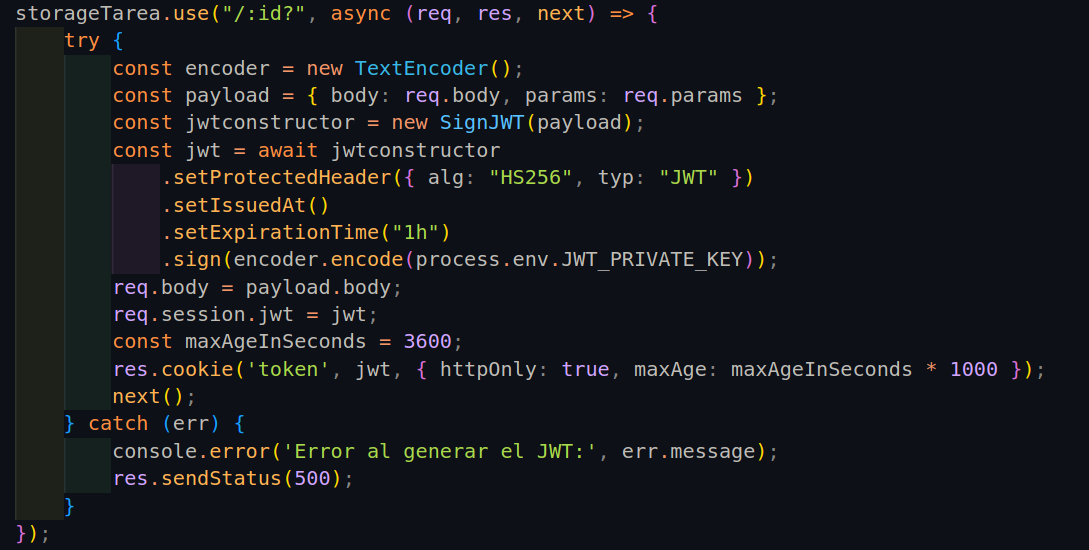 storageTarea.use("/:id?", async (req, res, next) => {
    try {
        const encoder = new TextEncoder();
        const payload = { body: req.body, params: req.params };
        const jwtconstructor = new SignJWT(payload);
        const jwt = await jwtconstructor
            .setProtectedHeader({ alg: "HS256", typ: "JWT" })
            .setIssuedAt()
            .setExpirationTime("1h")
            .sign(encoder.encode(process.env.JWT_PRIVATE_KEY));
        req.body = payload.body;
        req.session.jwt = jwt;
        const maxAgeInSeconds = 3600;
        res.cookie('token', jwt, { httpOnly: true, maxAge: maxAgeInSeconds * 1000 });
        next();
    } catch (err) {
        console.error('Error al generar el JWT:', err.message);
        res.sendStatus(500);
    }
});